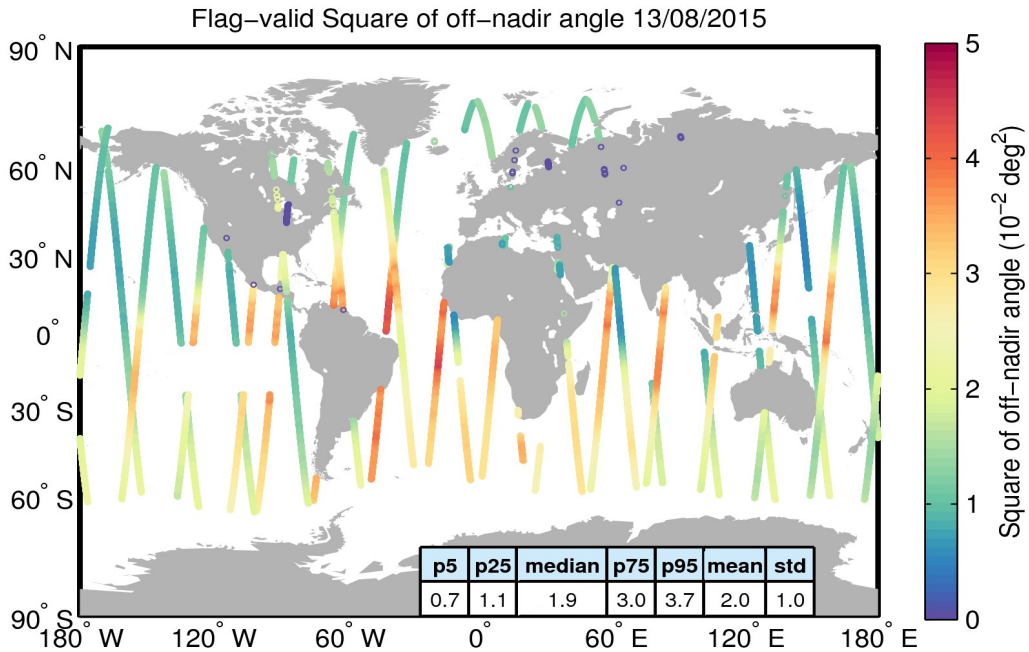 Flag−valid Square of off−nadir angle 13/08/2015
90° N
60° N
30° N
0°
30° S
60° S
90° S
180° W
120° W
60° W
0°
60° E
120° E
180° E
p5 p25 median p75 p95 mean std
0.7 1.1 1.9 3.0 3.7 2.0 1.0
5
4
3
2
1
0
Square of off−nadir angle (10⁻² deg²)